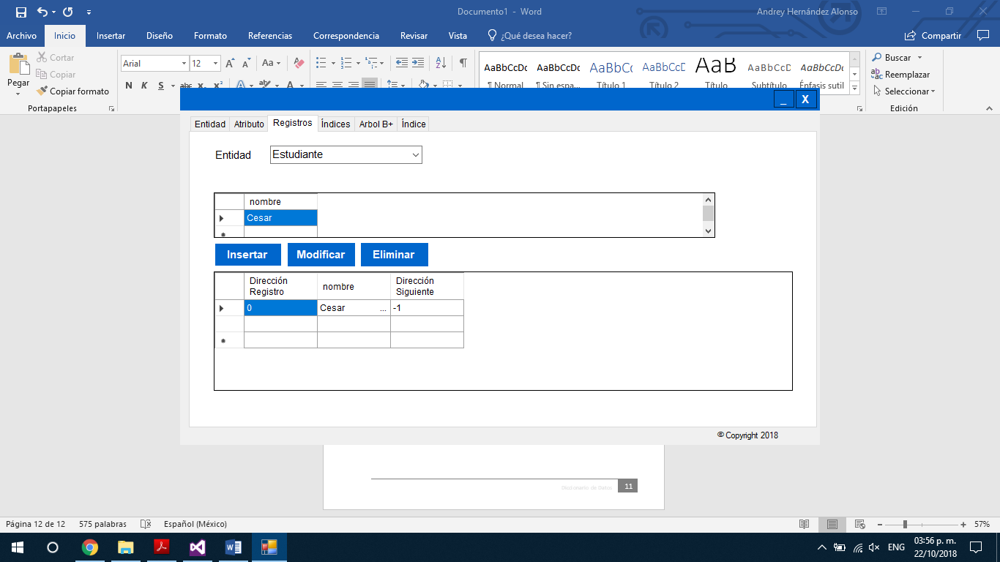 Documento1 - Word
Andrey Hernández Alonso
Archivo Inicio Insertar Diseño Formato Referencias Correspondencia Revisar Vista ¿Qué desea hacer? Compartir
Cortar
Copiar
Copiar formato
Pegar
Portapapeles
Arial 12 Aa
N K S abc x₂ x²
AaBbCcDc AaBbCcDc AaBbCc AaBbCcD AaB AaBbCcD AaBbCcDc
¶ Normal ¶ Sin espa... Título 1 Título 2 Título Subtítulo Énfasis sutil
Buscar
Reemplazar
Seleccionar
Edición
_ X
Entidad Atributo Registros Índices Arbol B+ Índice
Entidad Estudiante
nombre
Cesar
Insertar Modificar Eliminar
Dirección Registro nombre Dirección Siguiente
0 Cesar ... -1
© Copyright 2018
Diccionario de Datos 11
Página 12 de 12 575 palabras Español (México) 57%
ENG
03:56 p. m.
22/10/2018